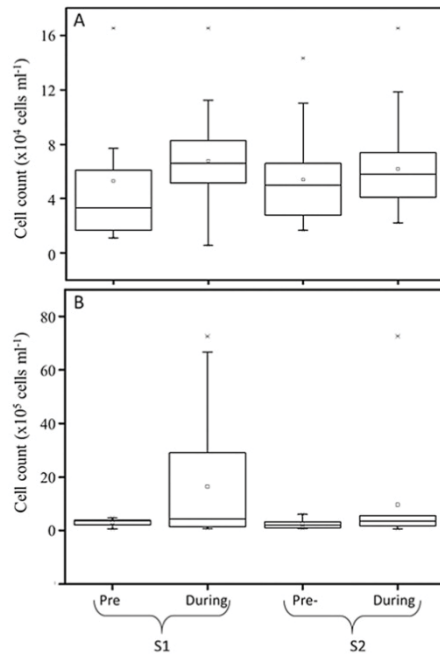 A
Cell count (x10⁴ cells ml⁻¹)
16
12
8
4
0
B
Cell count (x10⁵ cells ml⁻¹)
80
60
40
20
0
Pre During Pre- During
S1 S2